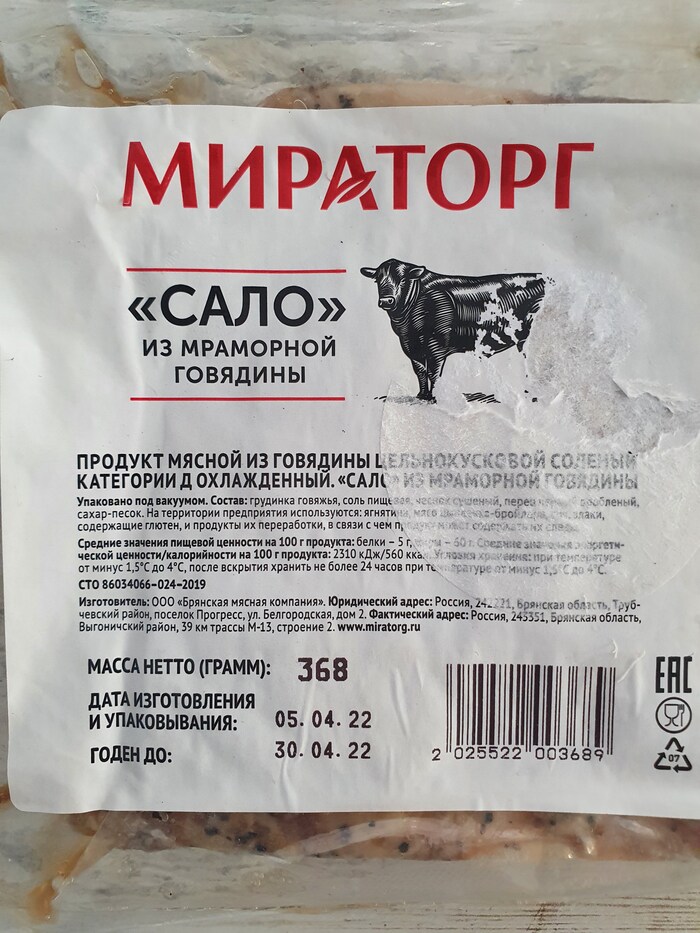 МИРАТОРГ
«САЛО»
ИЗ МРАМОРНОЙ
ГОВЯДИНЫ
ПРОДУКТ МЯСНОЙ ИЗ ГОВЯДИНЫ ЦЕЛЬНОКУСКОВОЙ СОЛЕНЫЙ
КАТЕГОРИИ Д ОХЛАЖДЕННЫЙ. «САЛО» ИЗ МРАМОРНОЙ ГОВЯДИНЫ
Упаковано под вакуумом. Состав: грудинка говяжья, соль пищевая, чеснок сушеный, перец
сахар-песок. На территории предприятия используются: ягнятина, мясо злаки,
содержащие глютен, и продукты их переработки, в связи с чем продукт может содержать их следы.
Средние значения пищевой ценности на 100 г продукта: белки – 5 г, жиры – 60 г. Средние значения энергети-
ческой ценности/калорийности на 100 г продукта: 2310 кДж/560 ккал. Условия хранения: при температуре
от минус 1,5°С до 4°С, после вскрытия хранить не более 24 часов при температуре от минус 1,5°С до 4°С.
СТО 86034066-024-2019
Изготовитель: ООО «Брянская мясная компания». Юридический адрес: Россия, Брянская область, Труб-
чевский район, поселок Прогресс, ул. Белгородская, дом 2. Фактический адрес: Россия, 243351, Брянская область,
Выгоничский район, 39 км трассы М-13, строение 2. www.miratorg.ru
МАССА НЕТТО (ГРАММ): 368
ДАТА ИЗГОТОВЛЕНИЯ
И УПАКОВЫВАНИЯ: 05.04.22
ГОДЕН ДО: 30.04.22
2 025522 003689
ЕАС
07